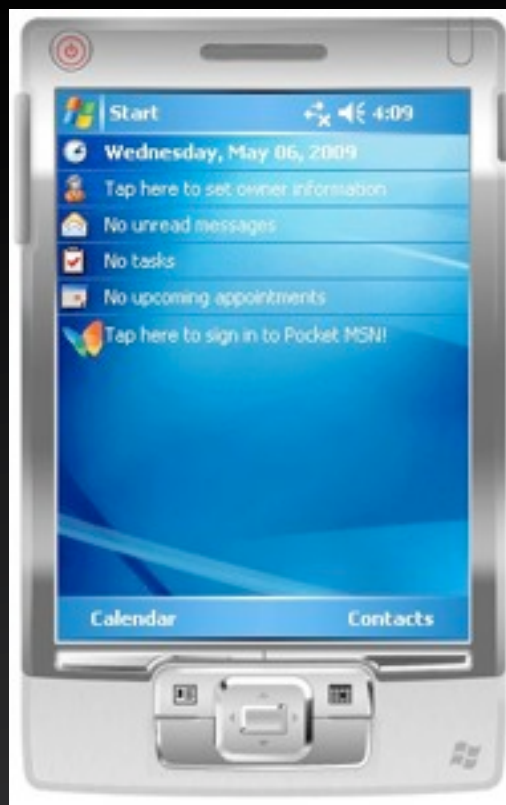 Start 4:09
Wednesday, May 06, 2009
Tap here to set owner information
No unread messages
No tasks
No upcoming appointments
Tap here to sign in to Pocket MSN!
Calendar Contacts